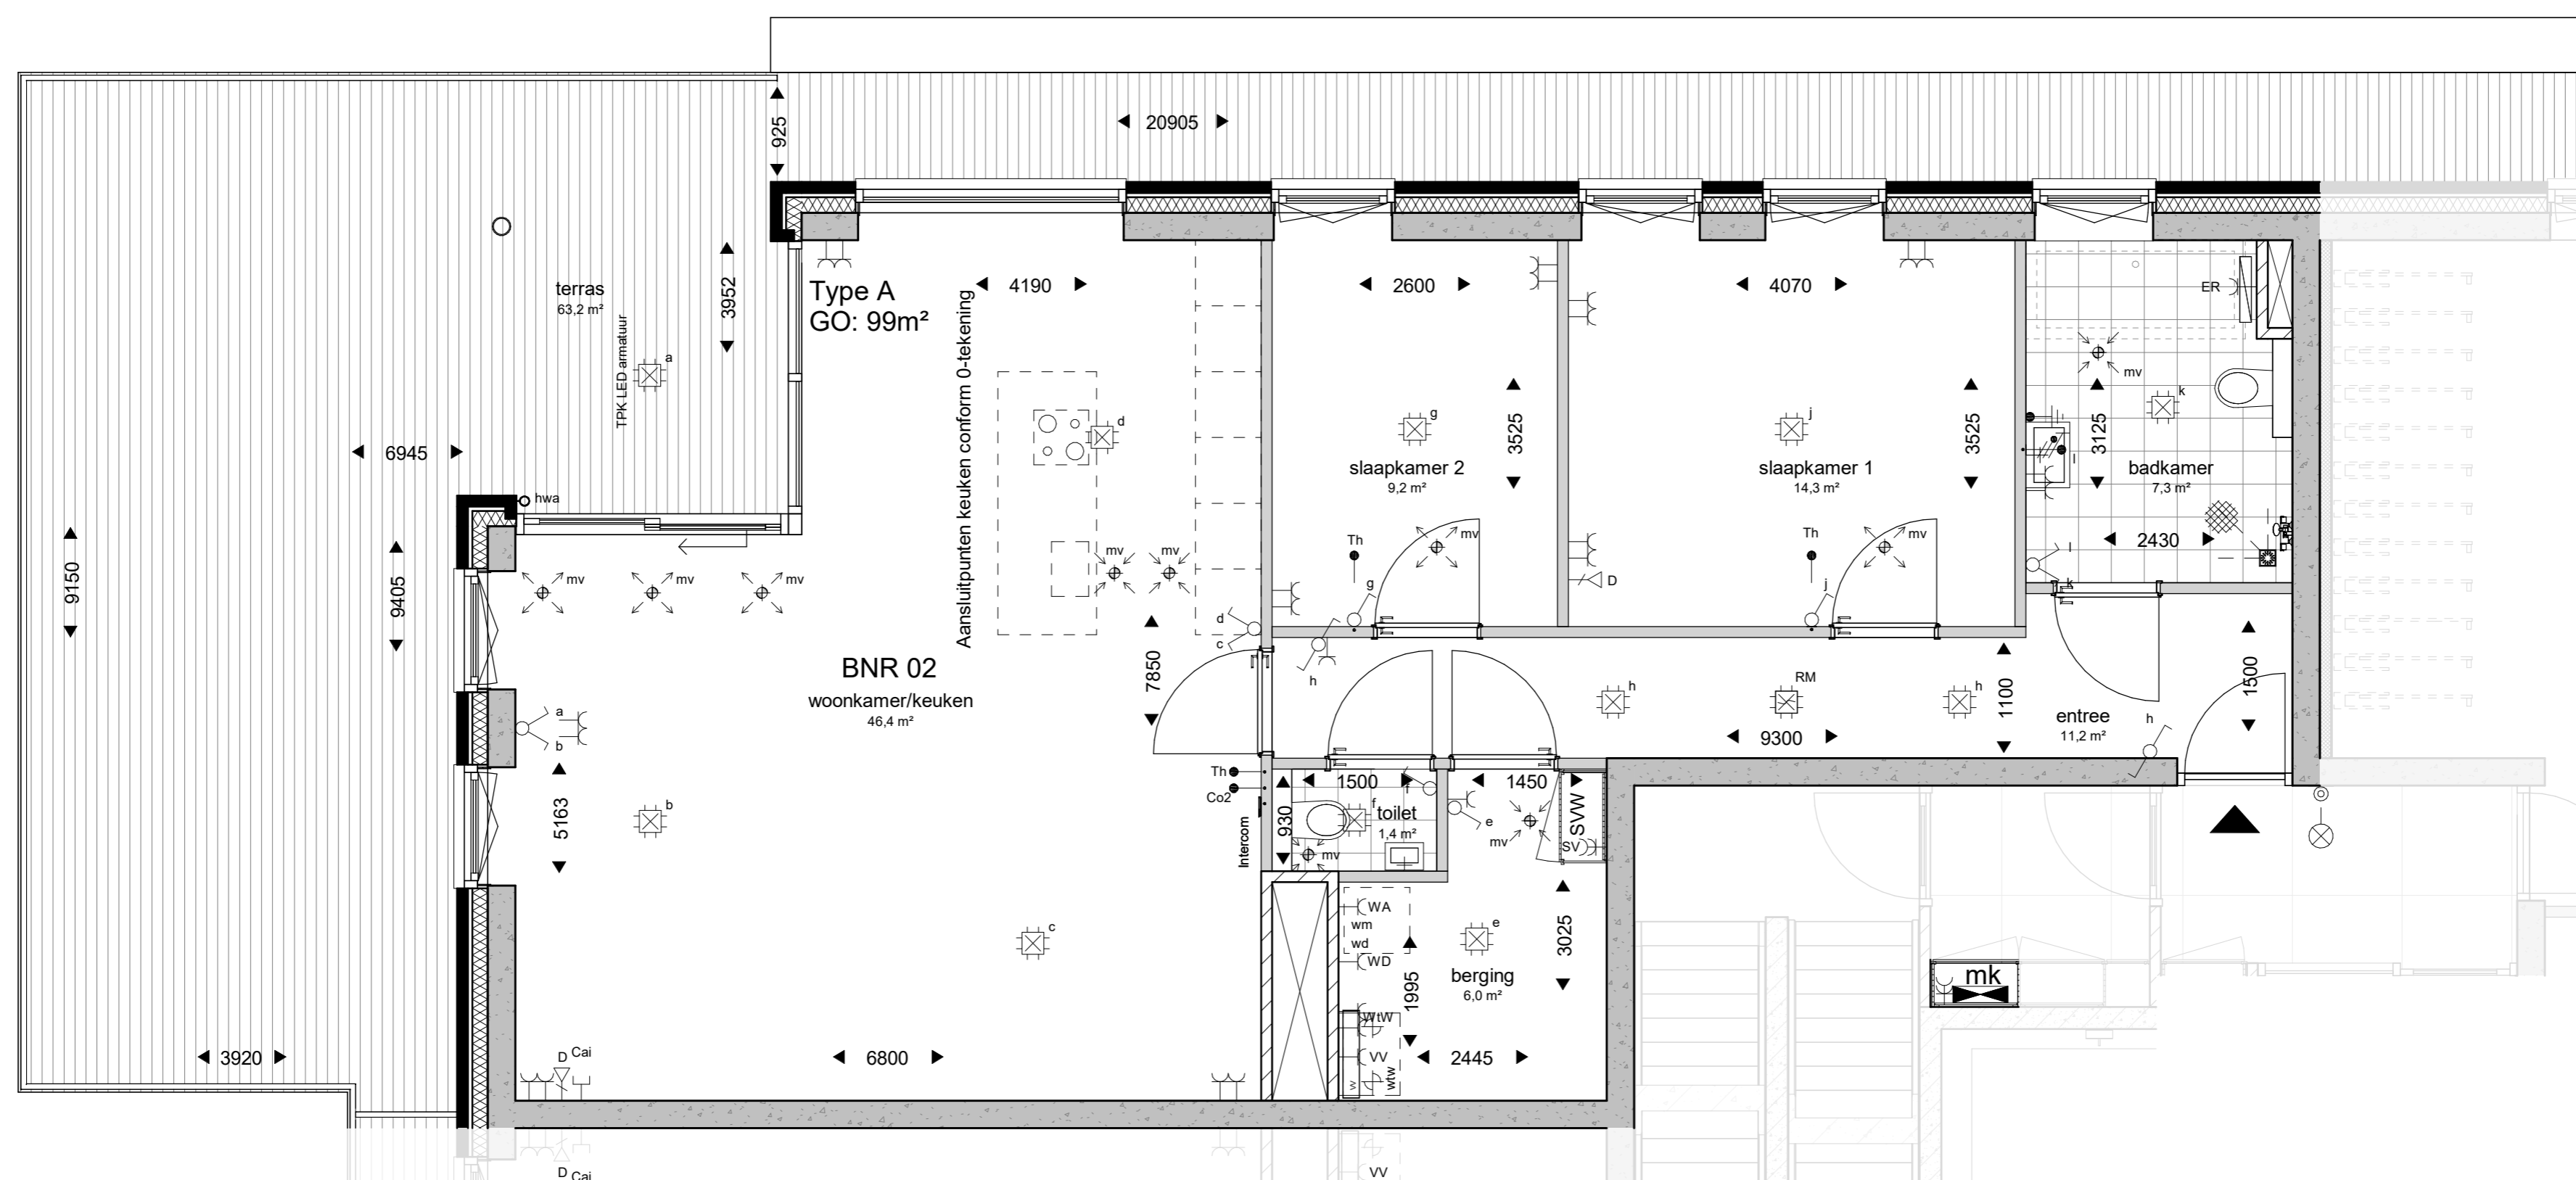 20905
925
terras
63,2 m²
TPK LED armatuur
a
3952
6945
9150
9405
hwa
3920
Type A
GO: 99m²
4190
Aansluitpunten keuken conform 0-tekening
d
mv
mv
mv
mv
mv
d
c
7850
BNR 02
woonkamer/keuken
46,4 m²
a
b
5163
b
c
Th
Co2
Intercom
D
Cai
6800
2600
g
3525
slaapkamer 2
9,2 m²
Th
mv
g
h
4070
j
3525
slaapkamer 1
14,3 m²
Th
mv
D
j
ER
mv
k
3125
l
badkamer
7,3 m²
2430
l
k
h
RM
h
1100
9300
entree
11,2 m²
1500
h
1500
f
930
f
toilet
1,4 m²
mv
1450
e
mv
SVW
SV
WA
wm
wd
WD
e
berging
6,0 m²
3025
1995
WtW
VV
w
wtw
2445
mk
D
Cai
VV